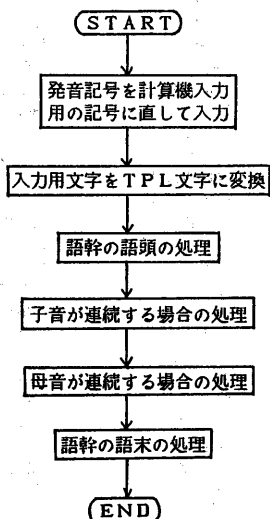 START
発音記号を計算機入力
用の記号に直して入力
入力用文字をTPL文字に変換
語幹の語頭の処理
子音が連続する場合の処理
母音が連続する場合の処理
語幹の語末の処理
END